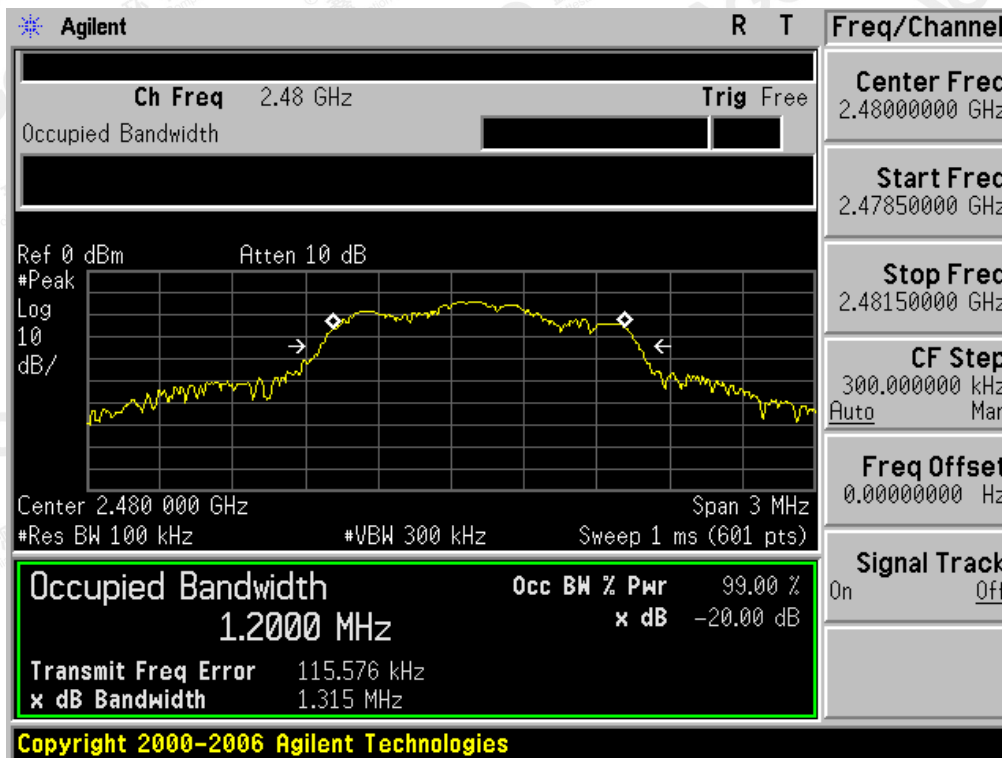 Agilent R T Freq/Channel
Ch Freq 2.48 GHz Trig Free
Occupied Bandwidth
Center Freq
2.48000000 GHz
Start Freq
2.47850000 GHz
Stop Freq
2.48150000 GHz
CF Step
300.000000 kHz
Auto Man
Freq Offset
0.00000000 Hz
Signal Track
On Off
Ref 0 dBm Atten 10 dB
#Peak
Log
10
dB/
Center 2.480 000 GHz Span 3 MHz
#Res BW 100 kHz #VBW 300 kHz Sweep 1 ms (601 pts)
Occupied Bandwidth Occ BW % Pwr 99.00 %
1.2000 MHz x dB -20.00 dB
Transmit Freq Error 115.576 kHz
x dB Bandwidth 1.315 MHz
Copyright 2000-2006 Agilent Technologies